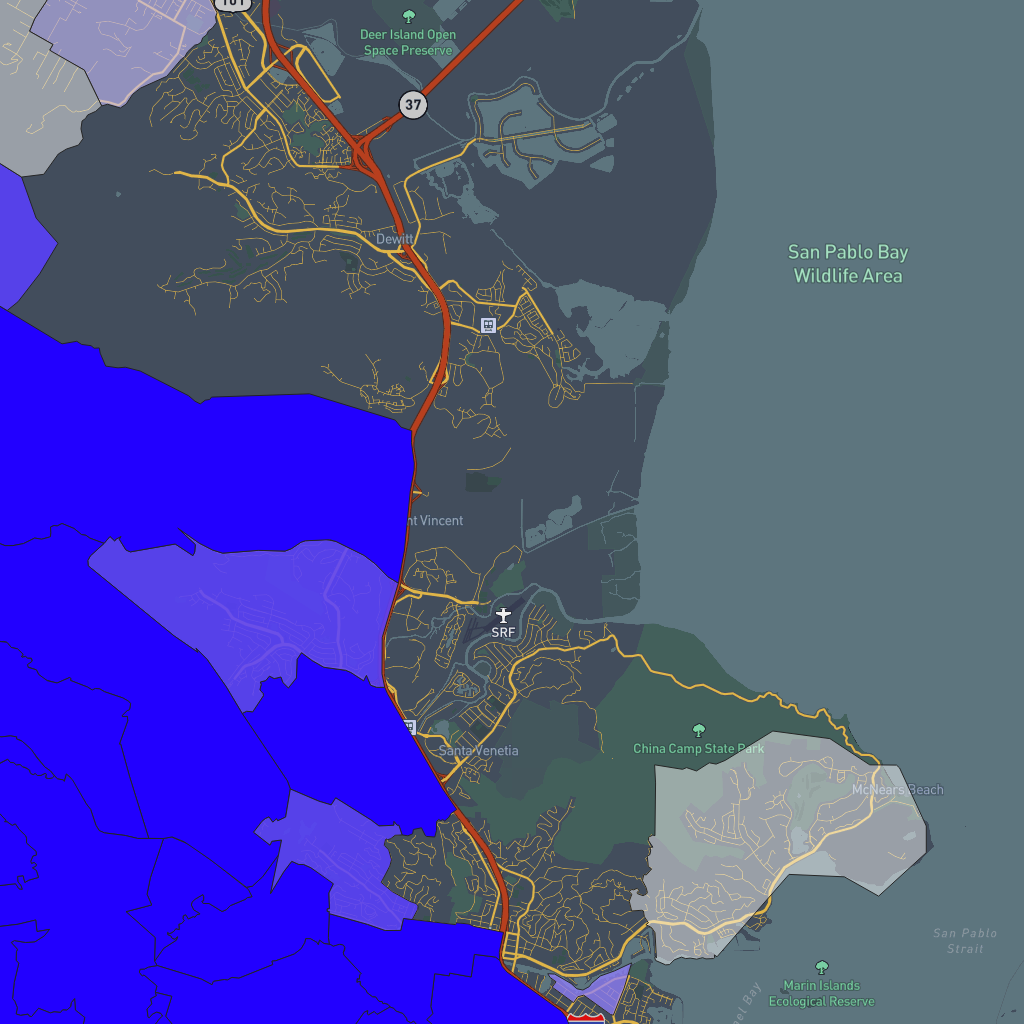 101
Deer Island Open
Space Preserve
37
Dewitt
San Pablo Bay
Wildlife Area
nt Vincent
SRF
Santa Venetia
China Camp State Park
McNears Beach
San Pablo
Strait
Marin Islands
Ecological Reserve
Bay